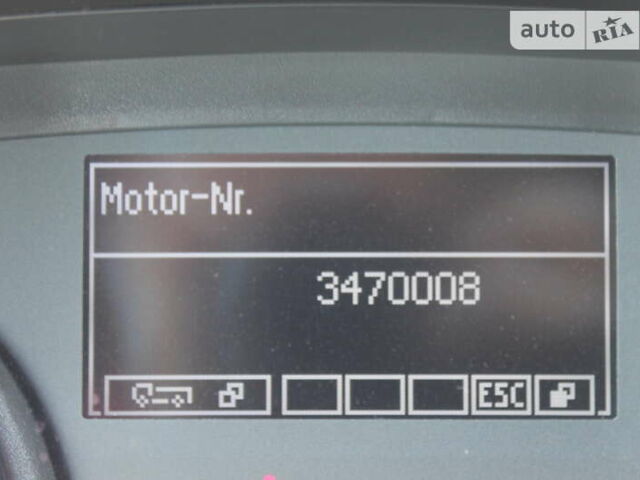 auto RIA
Motor-Nr.
3470008
ESC